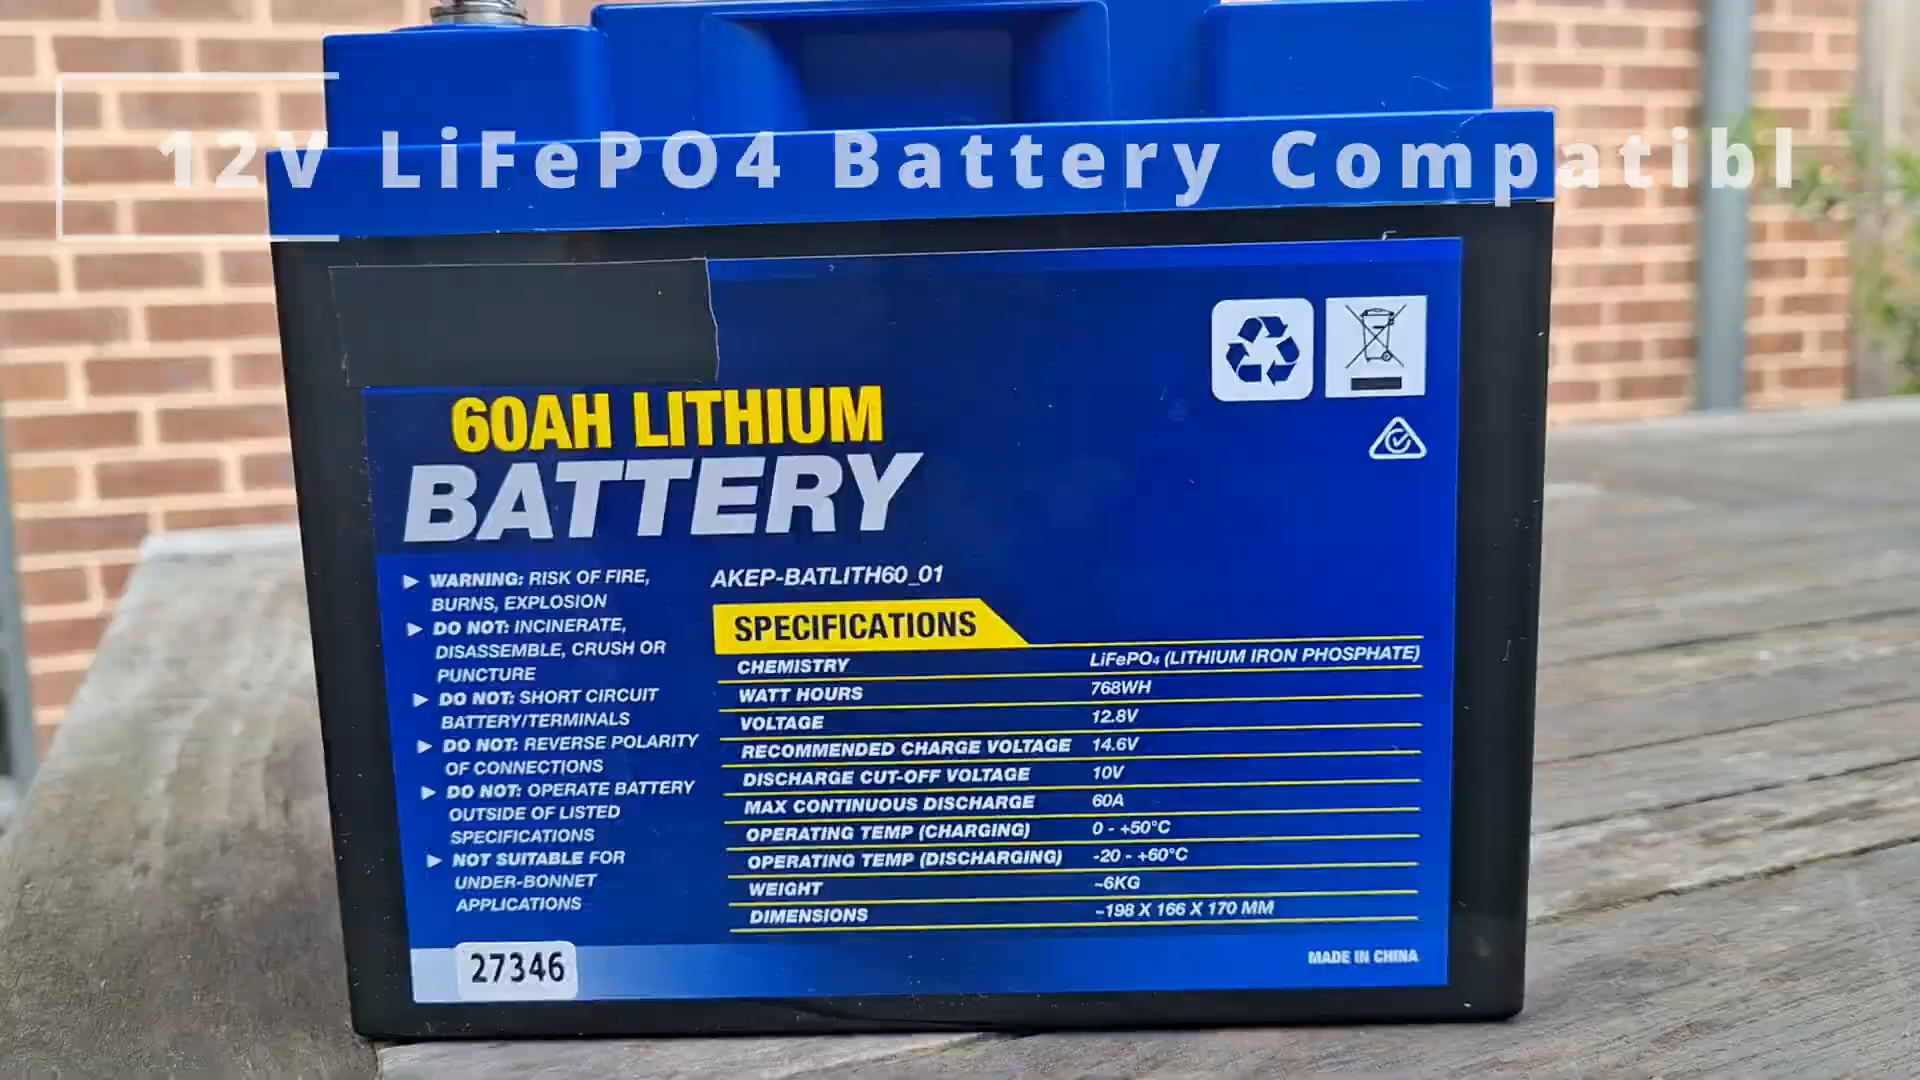 12V LiFePO4 Battery Compatibl
60AH LITHIUM
BATTERY
WARNING: RISK OF FIRE,
BURNS, EXPLOSION
DO NOT: INCINERATE,
DISASSEMBLE, CRUSH OR
PUNCTURE
DO NOT: SHORT CIRCUIT
BATTERY/TERMINALS
DO NOT: REVERSE POLARITY
OF CONNECTIONS
DO NOT: OPERATE BATTERY
OUTSIDE OF LISTED
SPECIFICATIONS
NOT SUITABLE FOR
UNDER-BONNET
APPLICATIONS
AKEP-BATLITH60_01
SPECIFICATIONS
CHEMISTRY LiFePO₄ (LITHIUM IRON PHOSPHATE)
WATT HOURS 768WH
VOLTAGE 12.8V
RECOMMENDED CHARGE VOLTAGE 14.6V
DISCHARGE CUT-OFF VOLTAGE 10V
MAX CONTINUOUS DISCHARGE 60A
OPERATING TEMP (CHARGING) 0 - +50°C
OPERATING TEMP (DISCHARGING) -20 - +60°C
WEIGHT ~6KG
DIMENSIONS ~198 X 166 X 170 MM
27346
MADE IN CHINA